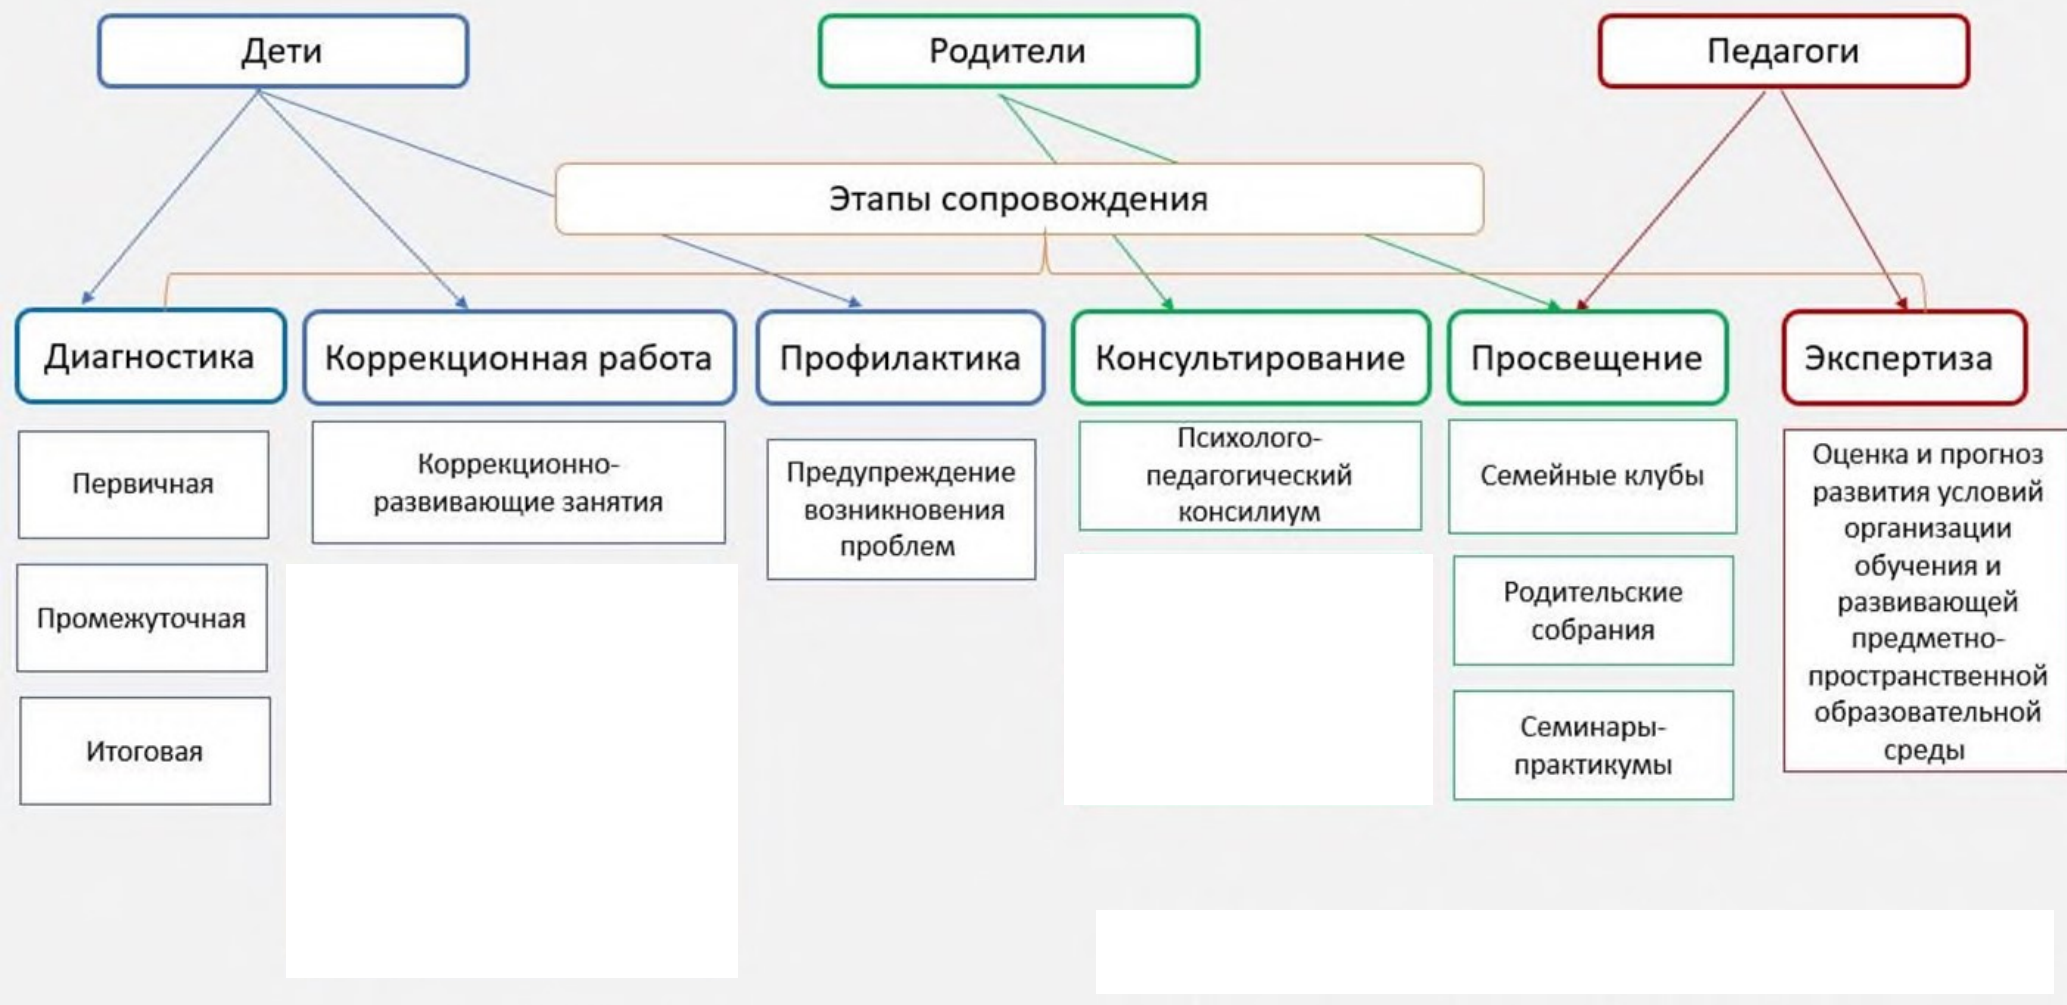 Дети
Родители
Педагоги
Этапы сопровождения
Диагностика
Коррекционная работа
Профилактика
Консультирование
Просвещение
Экспертиза
Первичная
Промежуточная
Итоговая
Коррекционно-
развивающие занятия
Предупреждение
возникновения
проблем
Психолого-
педагогический
консилиум
Семейные клубы
Родительские
собрания
Семинары-
практикумы
Оценка и прогноз
развития условий
организации
обучения и
развивающей
предметно-
пространственной
образовательной
среды